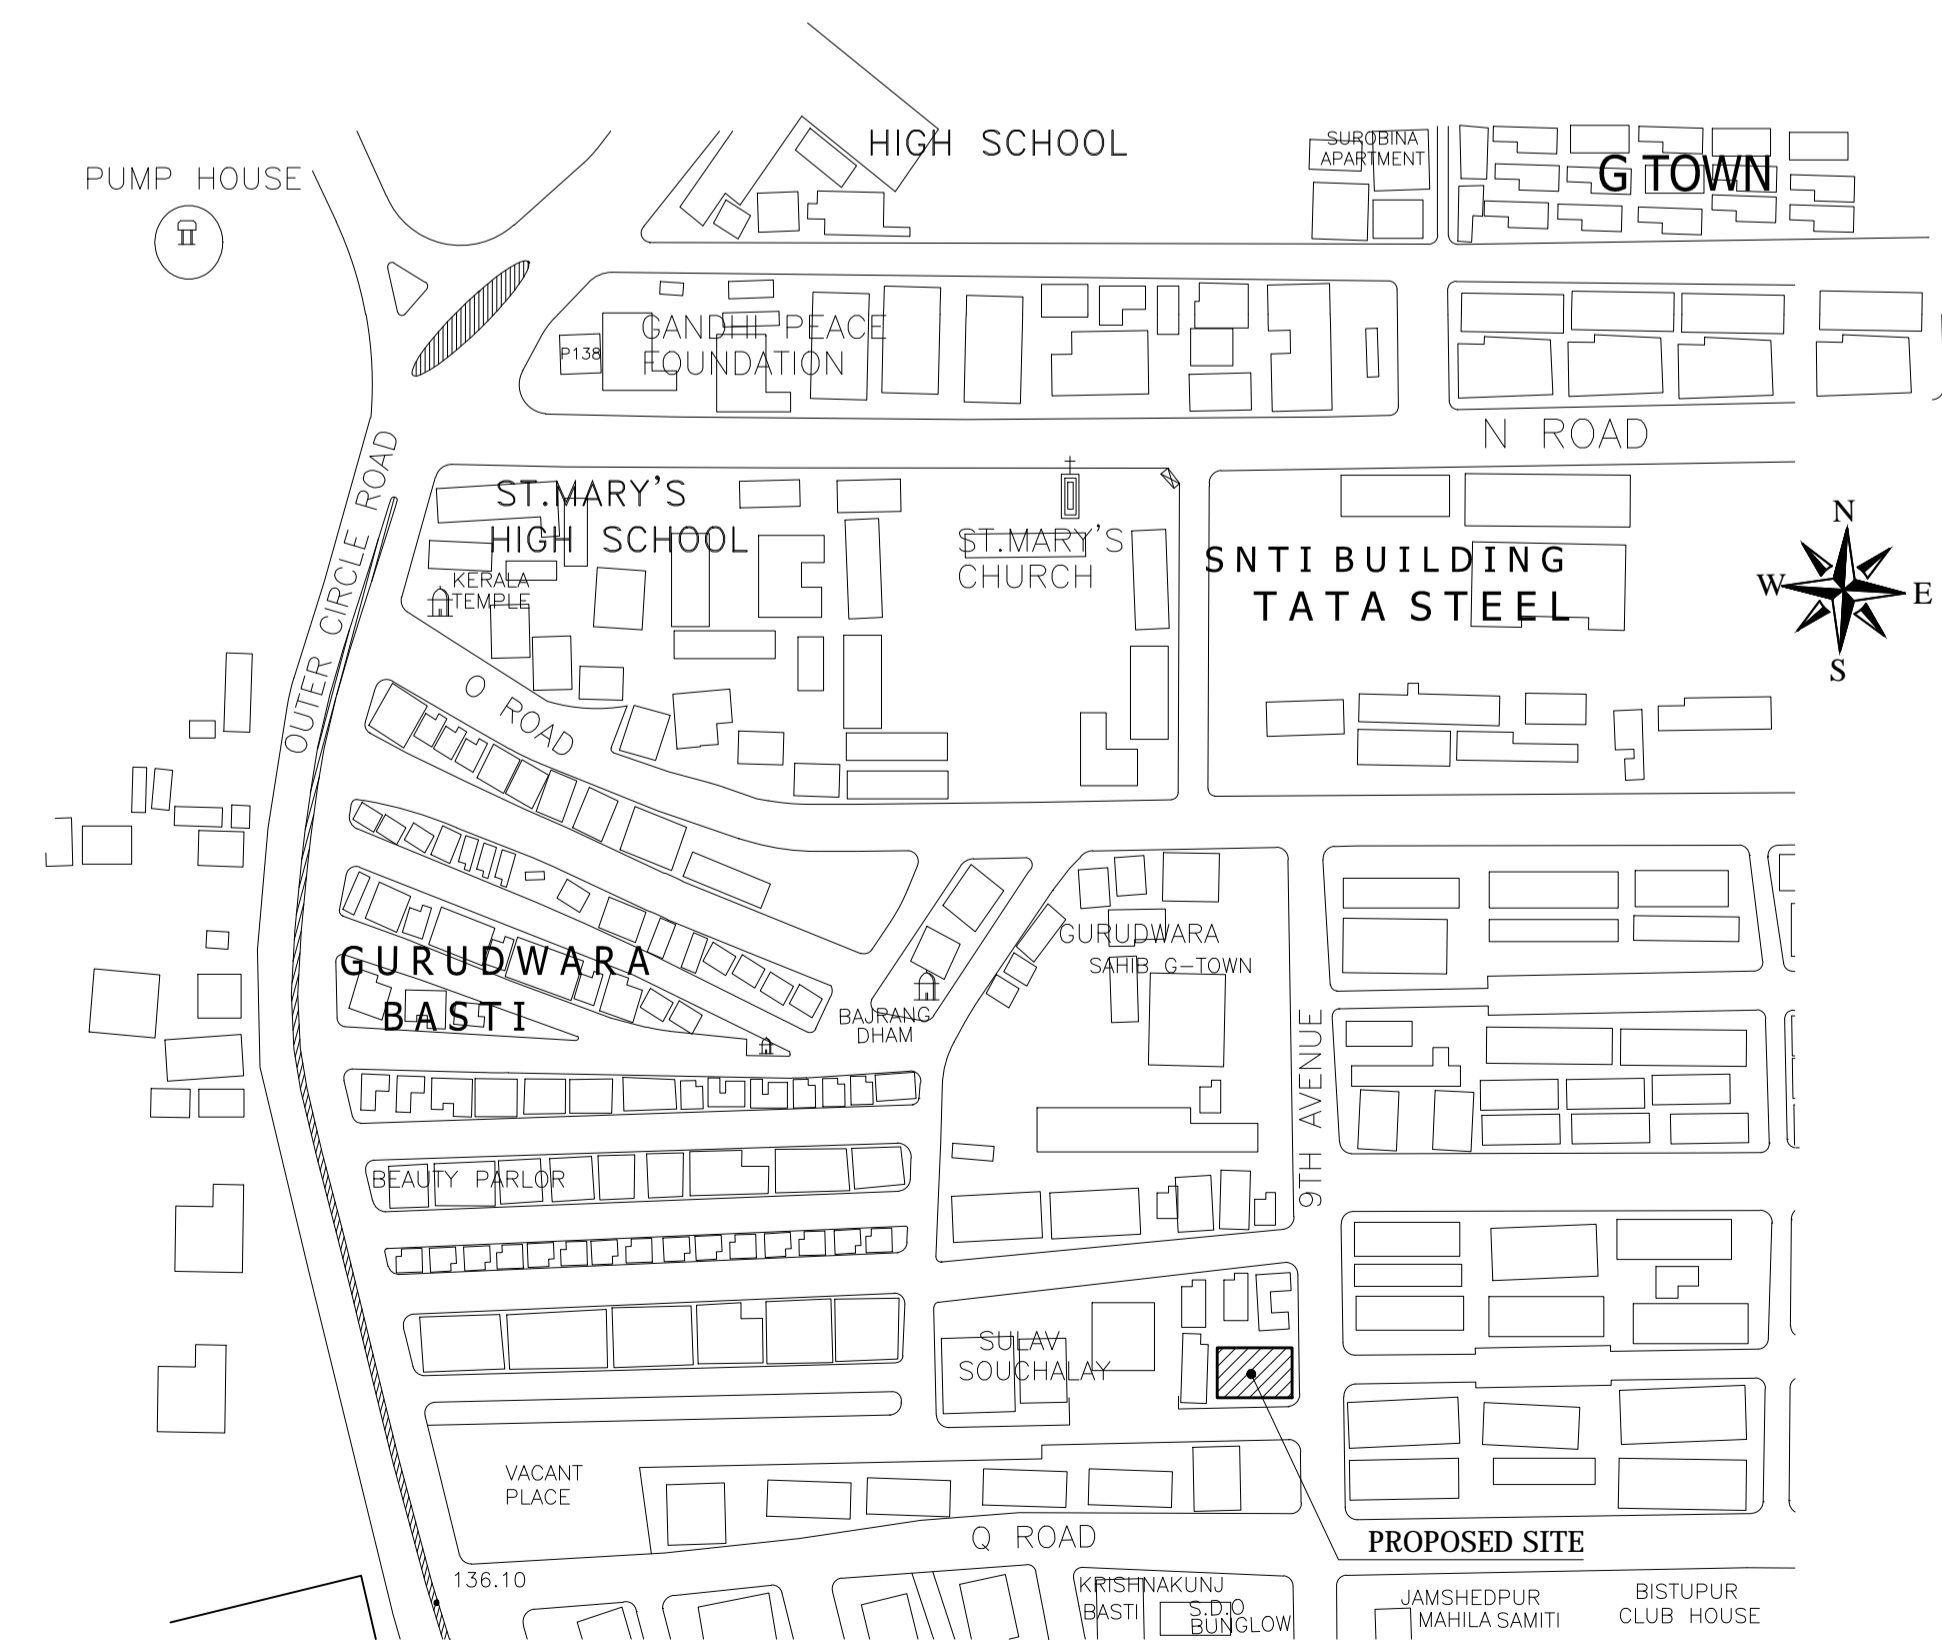 HIGH SCHOOL
SUROBINA
APARTMENT
G TOWN
PUMP HOUSE
GANDHI PEACE
FOUNDATION
P138
N ROAD
OUTER CIRCLE ROAD
ST.MARY'S
HIGH SCHOOL
KERALA
TEMPLE
ST.MARY'S
CHURCH
SNTI BUILDING
TATA STEEL
N
W
E
S
O ROAD
GURUDWARA
BASTI
BAJRANG
DHAM
GURUDWARA
SAHIB G-TOWN
9TH AVENUE
BEAUTY PARLOR
SULAV
SOUCHALAY
VACANT
PLACE
Q ROAD
PROPOSED SITE
136.10
KRISHNAKUNJ
BASTI
S.D.O
BUNGLOW
JAMSHEDPUR
MAHILA SAMITI
BISTUPUR
CLUB HOUSE